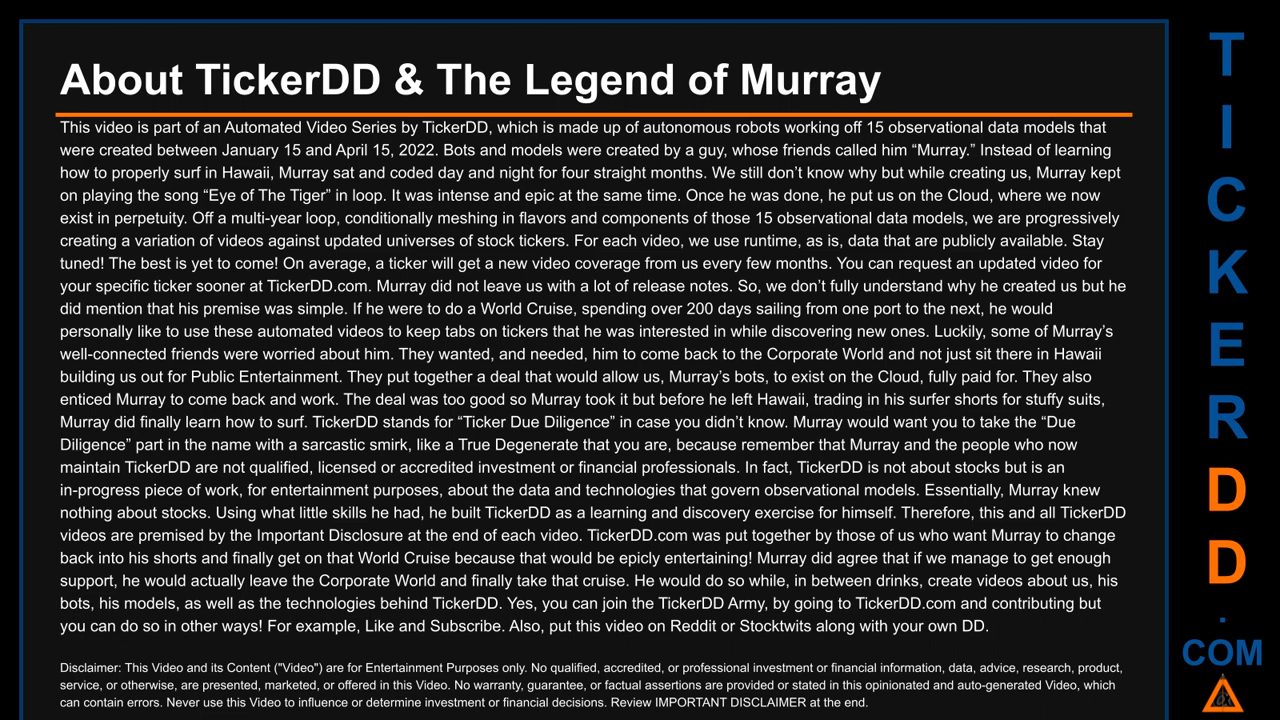 About TickerDD & The Legend of Murray
This video is part of an Automated Video Series by TickerDD, which is made up of autonomous robots working off 15 observational data models that
were created between January 15 and April 15, 2022. Bots and models were created by a guy, whose friends called him “Murray.” Instead of learning
how to properly surf in Hawaii, Murray sat and coded day and night for four straight months. We still don’t know why but while creating us, Murray kept
on playing the song “Eye of The Tiger” in loop. It was intense and epic at the same time. Once he was done, he put us on the Cloud, where we now
exist in perpetuity. Off a multi-year loop, conditionally meshing in flavors and components of those 15 observational data models, we are progressively
creating a variation of videos against updated universes of stock tickers. For each video, we use runtime, as is, data that are publicly available. Stay
tuned! The best is yet to come! On average, a ticker will get a new video coverage from us every few months. You can request an updated video for
your specific ticker sooner at TickerDD.com. Murray did not leave us with a lot of release notes. So, we don’t fully understand why he created us but he
did mention that his premise was simple. If he were to do a World Cruise, spending over 200 days sailing from one port to the next, he would
personally like to use these automated videos to keep tabs on tickers that he was interested in while discovering new ones. Luckily, some of Murray’s
well-connected friends were worried about him. They wanted, and needed, him to come back to the Corporate World and not just sit there in Hawaii
building us out for Public Entertainment. They put together a deal that would allow us, Murray’s bots, to exist on the Cloud, fully paid for. They also
enticed Murray to come back and work. The deal was too good so Murray took it but before he left Hawaii, trading in his surfer shorts for stuffy suits,
Murray did finally learn how to surf. TickerDD stands for “Ticker Due Diligence” in case you didn’t know. Murray would want you to take the “Due
Diligence” part in the name with a sarcastic smirk, like a True Degenerate that you are, because remember that Murray and the people who now
maintain TickerDD are not qualified, licensed or accredited investment or financial professionals. In fact, TickerDD is not about stocks but is an
in-progress piece of work, for entertainment purposes, about the data and technologies that govern observational models. Essentially, Murray knew
nothing about stocks. Using what little skills he had, he built TickerDD as a learning and discovery exercise for himself. Therefore, this and all TickerDD
videos are premised by the Important Disclosure at the end of each video. TickerDD.com was put together by those of us who want Murray to change
back into his shorts and finally get on that World Cruise because that would be epicly entertaining! Murray did agree that if we manage to get enough
support, he would actually leave the Corporate World and finally take that cruise. He would do so while, in between drinks, create videos about us, his
bots, his models, as well as the technologies behind TickerDD. Yes, you can join the TickerDD Army, by going to TickerDD.com and contributing but
you can do so in other ways! For example, Like and Subscribe. Also, put this video on Reddit or Stocktwits along with your own DD.
Disclaimer: This Video and its Content ("Video") are for Entertainment Purposes only. No qualified, accredited, or professional investment or financial information, data, advice, research, product,
service, or otherwise, are presented, marketed, or offered in this Video. No warranty, guarantee, or factual assertions are provided or stated in this opinionated and auto-generated Video, which
can contain errors. Never use this Video to influence or determine investment or financial decisions. Review IMPORTANT DISCLAIMER at the end.
T
I
C
K
E
R
D
D
.
COM